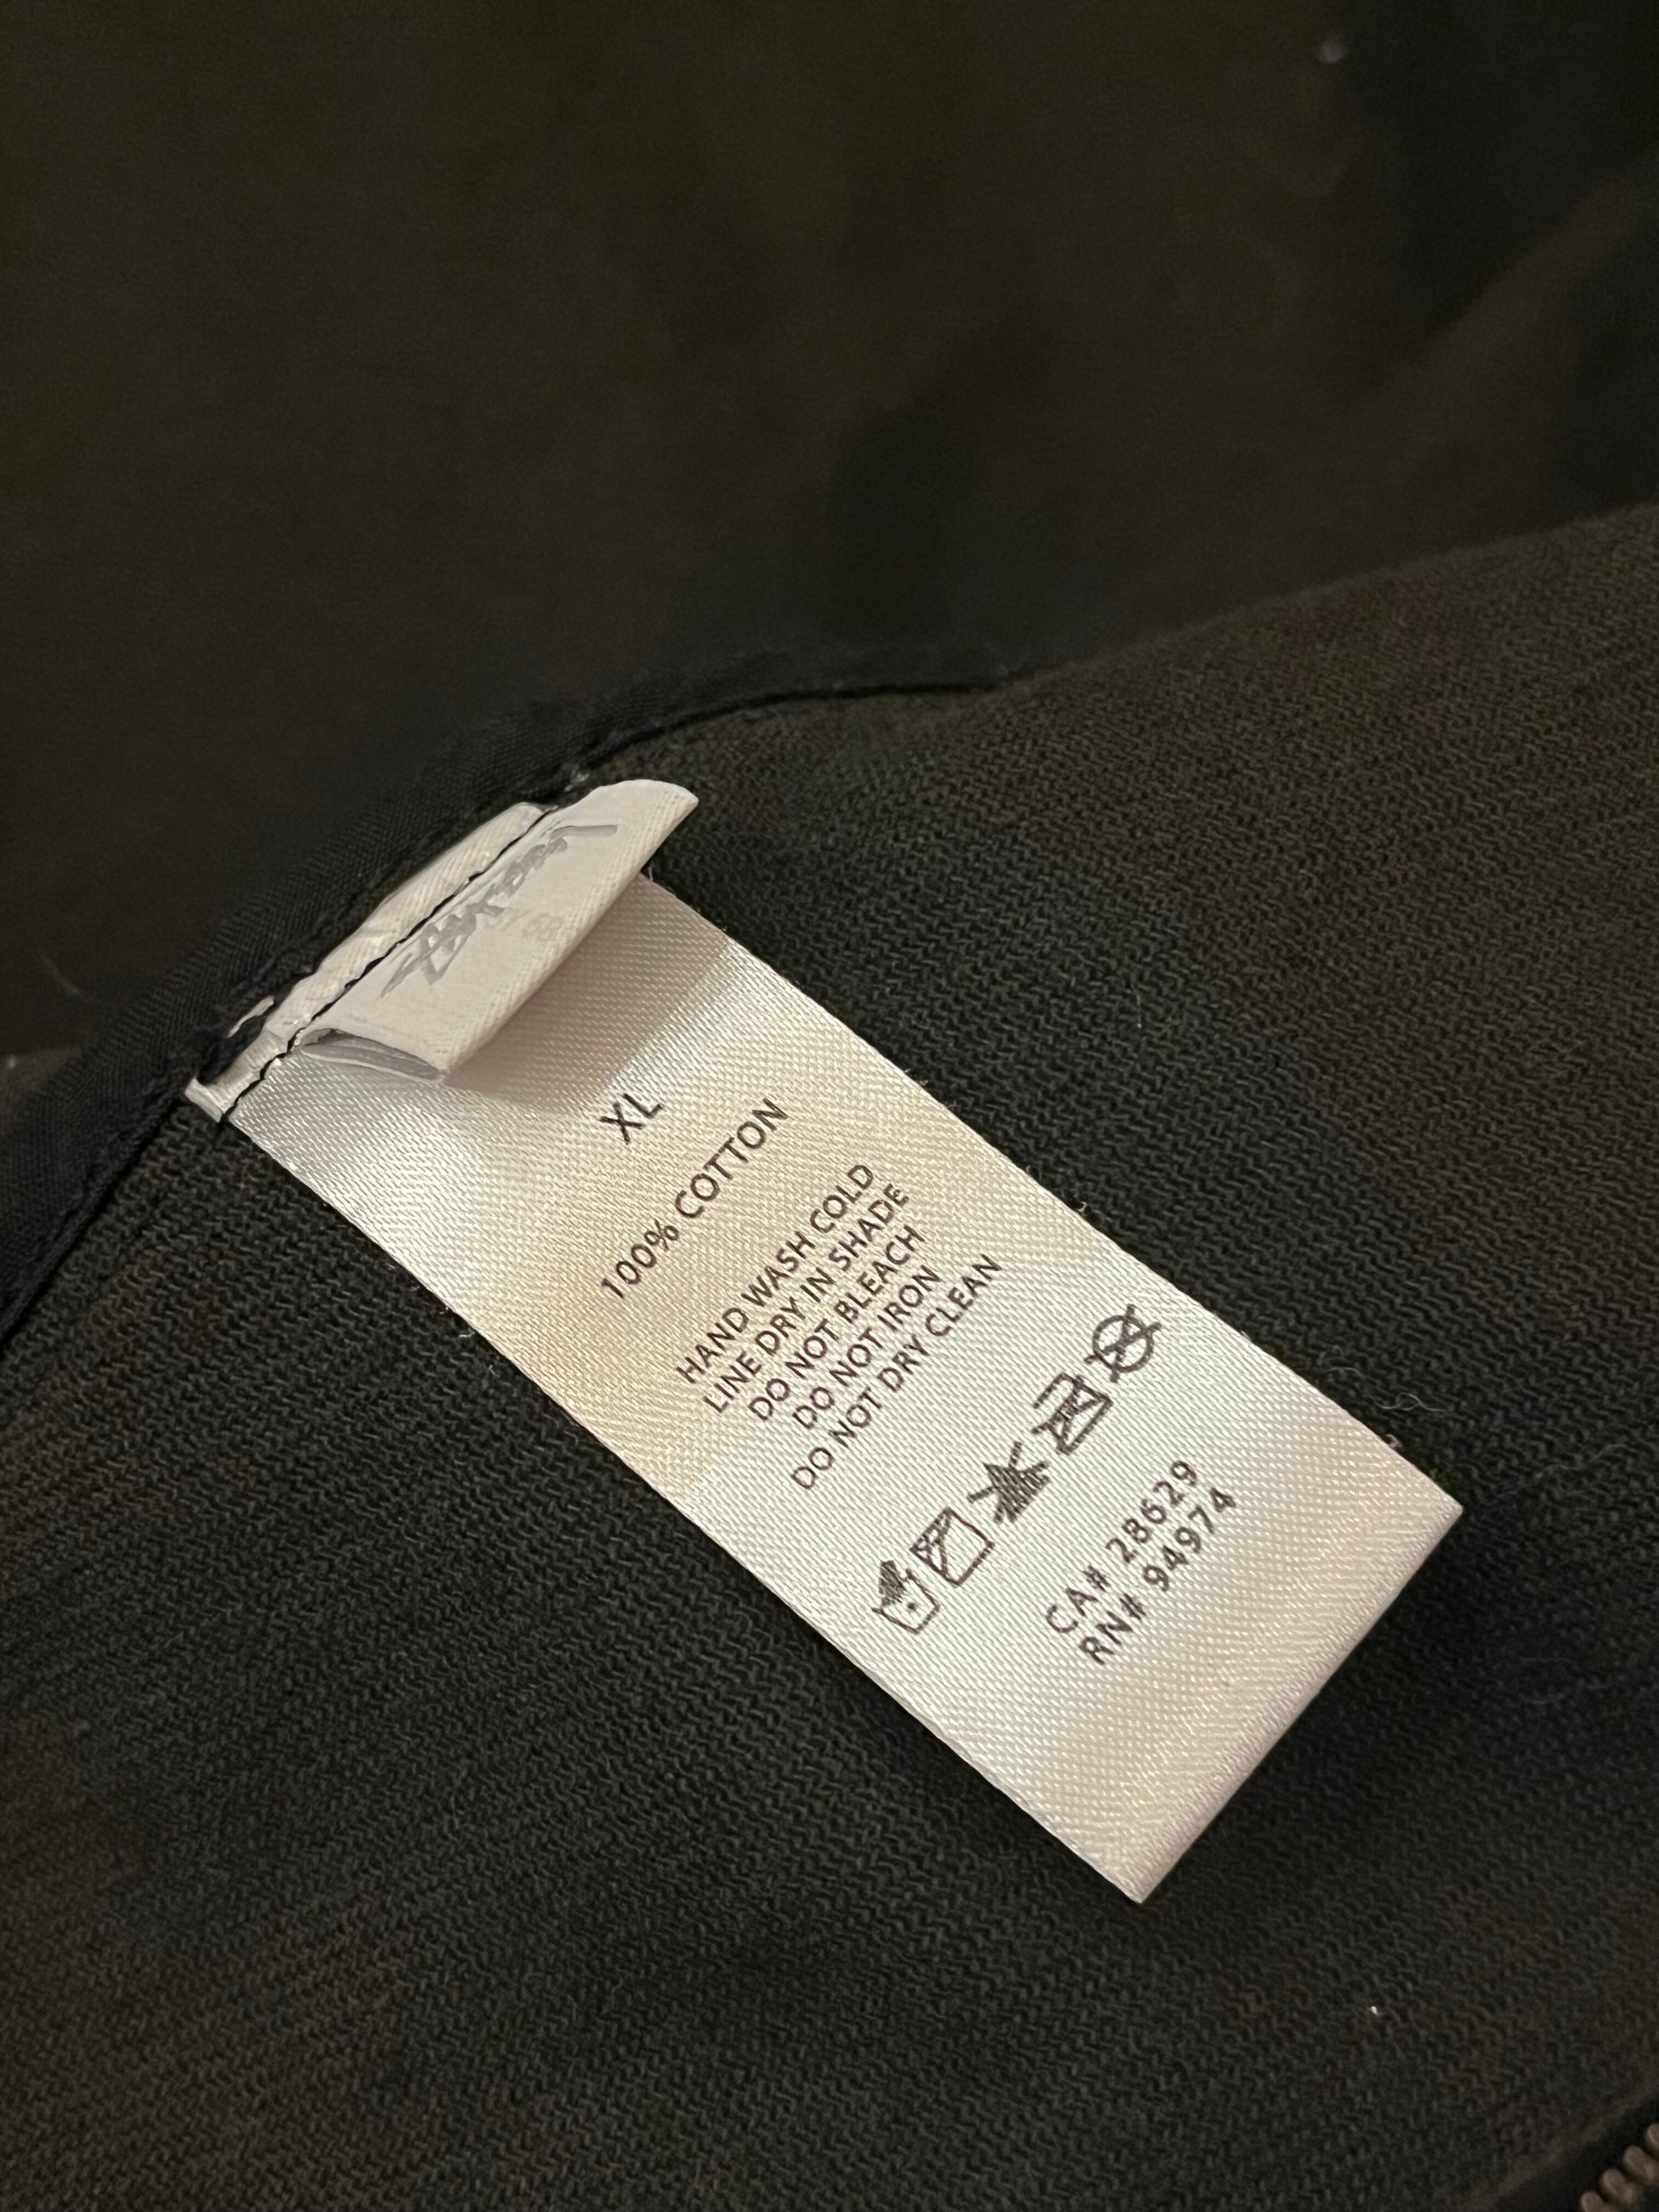 XL
100% COTTON
HAND WASH COLD
LINE DRY IN SHADE
DO NOT BLEACH
DO NOT IRON
DO NOT DRY CLEAN
CA# 28629
RN# 94974